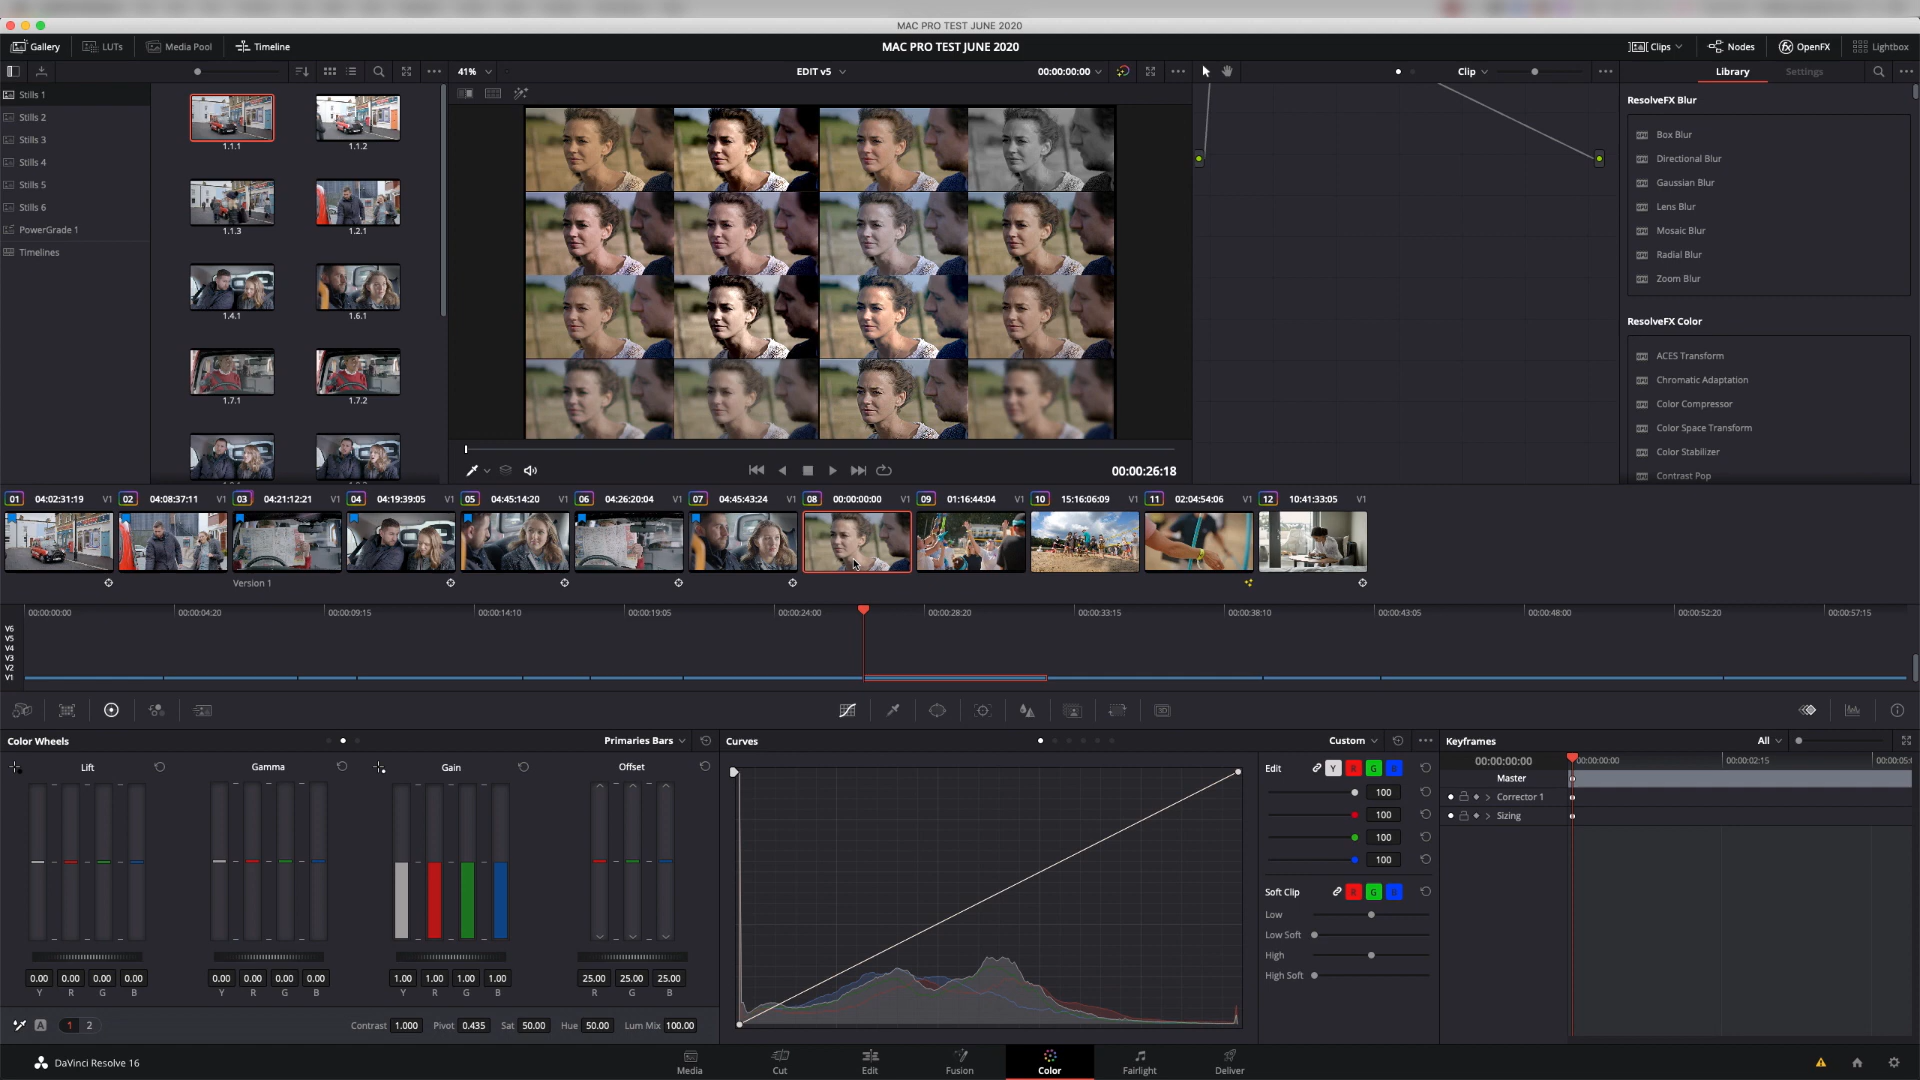 MAC PRO TEST JUNE 2020
Gallery LUTs Media Pool Timeline MAC PRO TEST JUNE 2020 Clips Nodes OpenFX Lightbox
41% EDIT v5 00:00:00:00 Clip Library Settings
Stills 1
Stills 2
Stills 3
Stills 4
Stills 5
Stills 6
PowerGrade 1
Timelines
1.1.1 1.1.2
1.1.3 1.2.1
1.4.1 1.6.1
1.7.1 1.7.2
ResolveFX Blur
Box Blur
Directional Blur
Gaussian Blur
Lens Blur
Mosaic Blur
Radial Blur
Zoom Blur
ResolveFX Color
ACES Transform
Chromatic Adaptation
Color Compressor
Color Space Transform
Color Stabilizer
Contrast Pop
00:00:26:18
01 04:02:31:19 V1 02 04:08:37:11 V1 03 04:21:12:21 V1 04 04:19:39:05 V1 05 04:45:14:20 V1 06 04:26:20:04 V1 07 04:45:43:24 V1 08 00:00:00:00 V1 09 01:16:44:04 V1 10 15:16:06:09 V1 11 02:04:54:06 V1 12 10:41:33:05 V1
Version 1
00:00:00:00 00:00:04:20 00:00:09:15 00:00:14:10 00:00:19:05 00:00:24:00 00:00:28:20 00:00:33:15 00:00:38:10 00:00:43:05 00:00:48:00 00:00:52:20 00:00:57:15
V6
V5
V4
V3
V2
V1
3D
Color Wheels Primaries Bars
Lift Gamma Gain Offset
0.00 0.00 0.00 0.00 0.00 0.00 0.00 0.00 1.00 1.00 1.00 1.00 25.00 25.00 25.00
Y R G B Y R G B Y R G B R G B
A 1 2 Contrast 1.000 Pivot 0.435 Sat 50.00 Hue 50.00 Lum Mix 100.00
Curves Custom
Edit Y R G B
100
100
100
100
Soft Clip R G B
Low
Low Soft
High
High Soft
Keyframes All
00:00:00:00 00:00:00:00 00:00:02:15 00:00:05:
Master
Corrector 1
Sizing
DaVinci Resolve 16 Media Cut Edit Fusion Color Fairlight Deliver